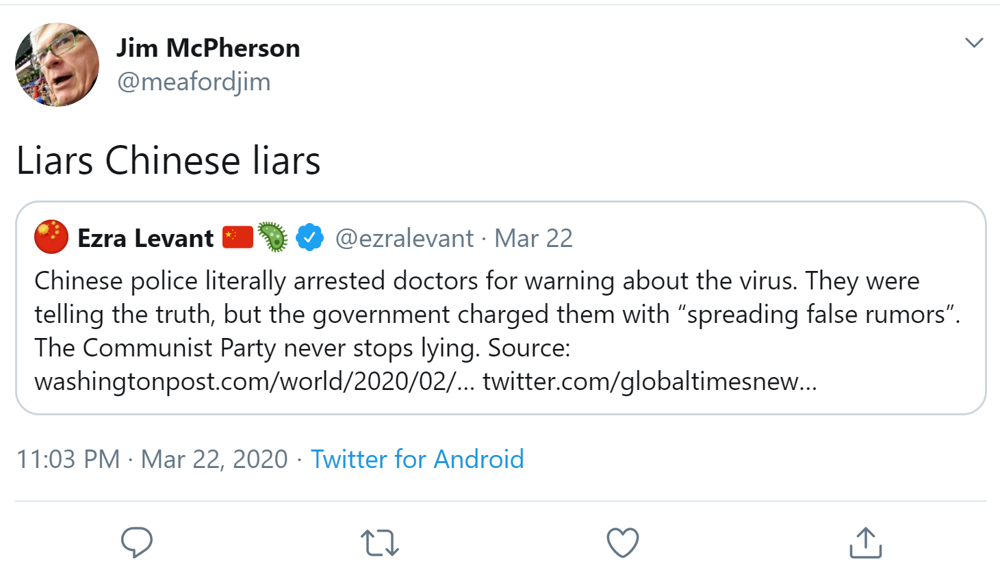 Jim McPherson
@meafordjim
Liars Chinese liars
Ezra Levant 🇨🇳🦠 @ezralevant · Mar 22
Chinese police literally arrested doctors for warning about the virus. They were
telling the truth, but the government charged them with “spreading false rumors”.
The Communist Party never stops lying. Source:
washingtonpost.com/world/2020/02/… twitter.com/globaltimesnew…
11:03 PM · Mar 22, 2020 · Twitter for Android